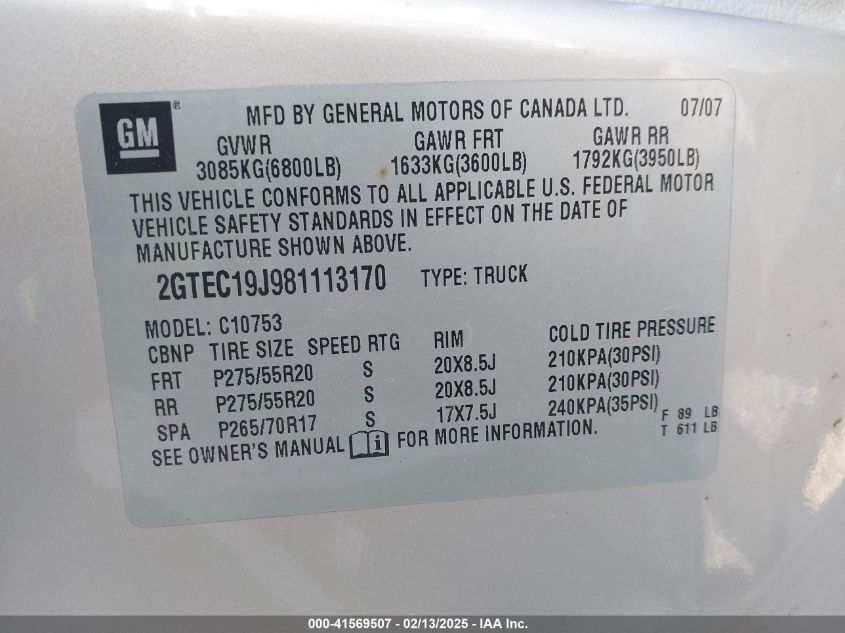 GM®
MFD BY GENERAL MOTORS OF CANADA LTD. 07/07
GVWR GAWR FRT GAWR RR
3085KG(6800LB) 1633KG(3600LB) 1792KG(3950LB)
THIS VEHICLE CONFORMS TO ALL APPLICABLE U.S. FEDERAL MOTOR
VEHICLE SAFETY STANDARDS IN EFFECT ON THE DATE OF
MANUFACTURE SHOWN ABOVE.
2GTEC19J981113170 TYPE: TRUCK
MODEL: C10753
CBNP TIRE SIZE SPEED RTG RIM COLD TIRE PRESSURE
FRT P275/55R20 S 20X8.5J 210KPA(30PSI)
RR P275/55R20 S 20X8.5J 210KPA(30PSI)
SPA P265/70R17 S 17X7.5J 240KPA(35PSI) F 89 LB
SEE OWNER'S MANUAL i FOR MORE INFORMATION. T 611 LB
000-41569507 - 02/13/2025 - IAA Inc.